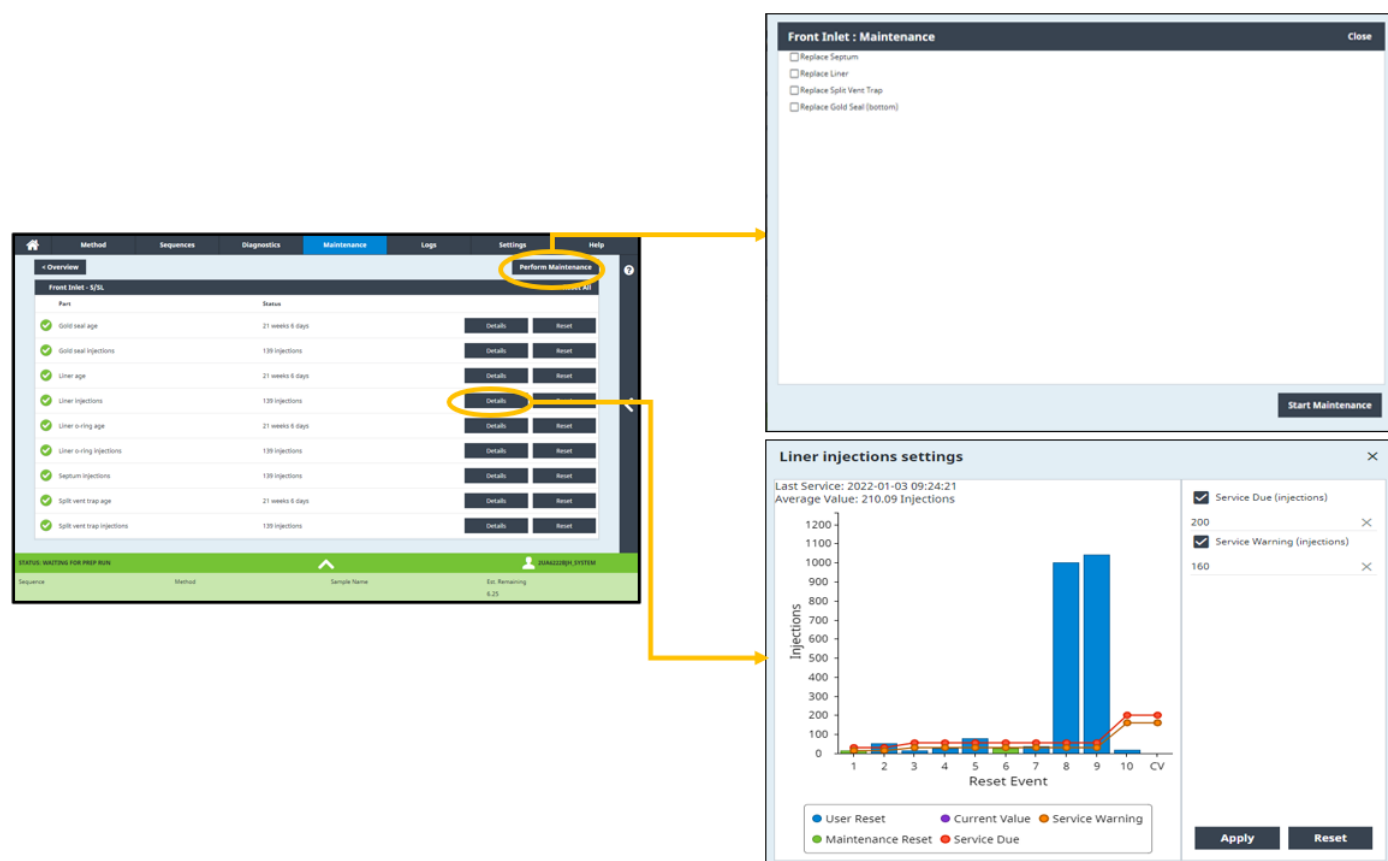 Method Sequences Diagnostics Maintenance Logs Settings Help
< Overview Perform Maintenance
Front Inlet - S/SL All
Part Status
Gold seal age 21 weeks 6 days Details Reset
Gold seal injections 139 injections Details Reset
Liner age 21 weeks 6 days Details Reset
Liner injections 139 injections Details
Liner o-ring age 21 weeks 6 days Details Reset
Liner o-ring injections 139 injections Details Reset
Septum injections 139 injections Details Reset
Split vent trap age 21 weeks 6 days Details Reset
Split vent trap injections 139 injections Details Reset
STATUS: WAITING FOR PREP RUN
Sequence Method Sample Name Est. Remaining
6.25
Front Inlet : Maintenance Close
Replace Septum
Replace Liner
Replace Split Vent Trap
Replace Gold Seal (bottom)
Start Maintenance
Liner injections settings
Last Service: 2022-01-03 09:24:21
Average Value: 210.09 Injections
Injections
1200
1100
1000
900
800
700
600
500
400
300
200
100
0
1 2 3 4 5 6 7 8 9 10 CV
Reset Event
User Reset Current Value Service Warning
Maintenance Reset Service Due
Service Due (injections)
200
Service Warning (injections)
160
Apply Reset